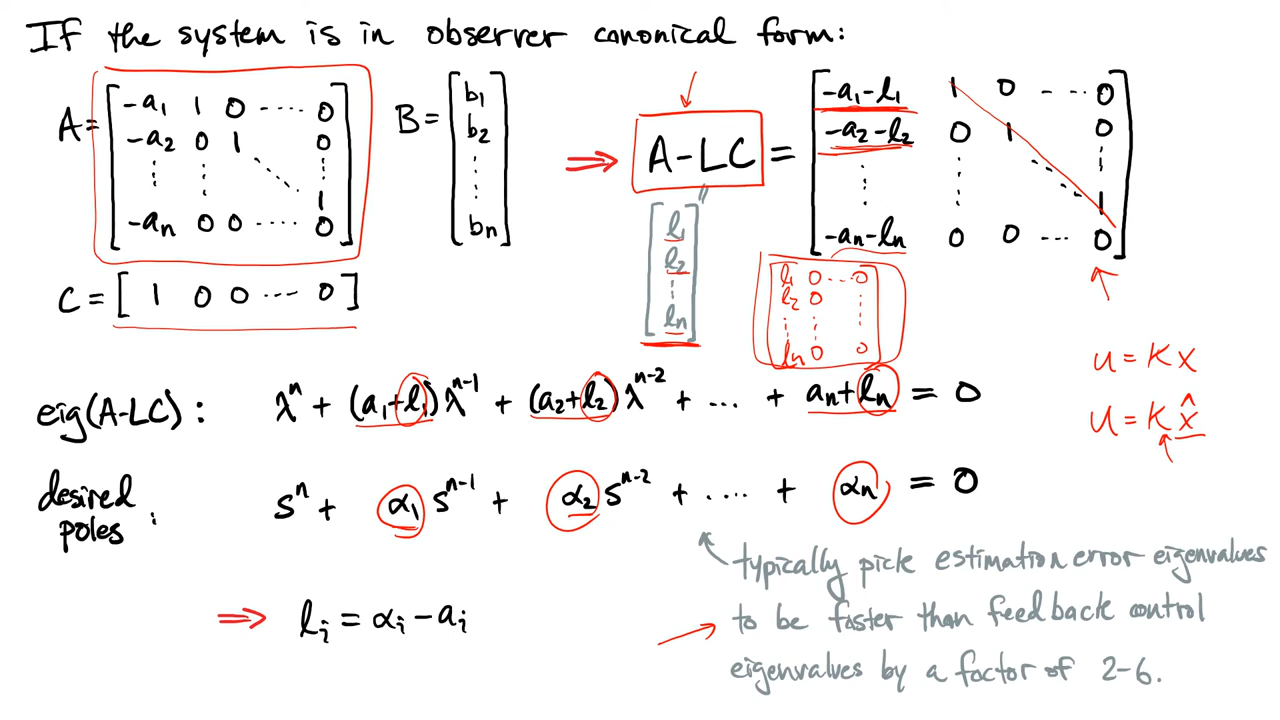 If the system is in observer canonical form:
A = [ -a₁ 1 0 ····· 0
-a₂ 0 1 0
⋮ ⋮ ⋱ ⋮ 1
-aₙ 0 0 ····· 0 ]
B = [ b₁
b₂
⋮
bₙ ]
C = [ 1 0 0 ···· 0 ]
⇒ A-LC = [ -a₁-l₁ 1 0 --- 0
-a₂-l₂ 0 1 0
⋮ ⋮ ⋱ ⋮ 1
-aₙ-lₙ 0 0 ... 0 ]
"
[ l₁
l₂
⋮
lₙ ]
[ l₁ 0 ... 0
l₂ 0 ⋮
⋮ ⋮ ⋮
lₙ 0 0 ]
u = Kx
u = Kx̂
eig(A-LC): λⁿ + (a₁+l₁)λⁿ⁻¹ + (a₂+l₂)λⁿ⁻² + ... + aₙ+lₙ = 0
desired
poles : sⁿ + α₁ sⁿ⁻¹ + α₂ sⁿ⁻² + .... + αₙ = 0
⇒ lᵢ = αᵢ - aᵢ
typically pick estimation error eigenvalues
to be faster than feedback control
eigenvalues by a factor of 2-6.